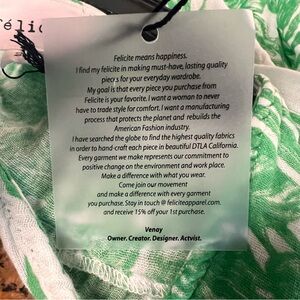 Félic
Felicite means happiness.
I find my felicite in making must-have, lasting quality
piece's for your everyday wardrobe.
My goal is that every piece you purchase from
Felicite is your favorite. I want a woman to never
have to trade style for comfort. I want a manufacturing
process that protects the planet and rebuilds the
American Fashion industry.
I have searched the globe to find the highest quality fabrics
in order to hand-craft each piece in beautiful DTLA California.
Every garment we make represents our commitment to
positive change on the environment and work place.
Make a difference with what you wear.
Come join our movement
and make a difference with every garment
you purchase. Stay in touch @ feliciteapparel.com.
and receive 15% off your 1st purchase.
Venay
Owner. Creator. Designer. Actvist.